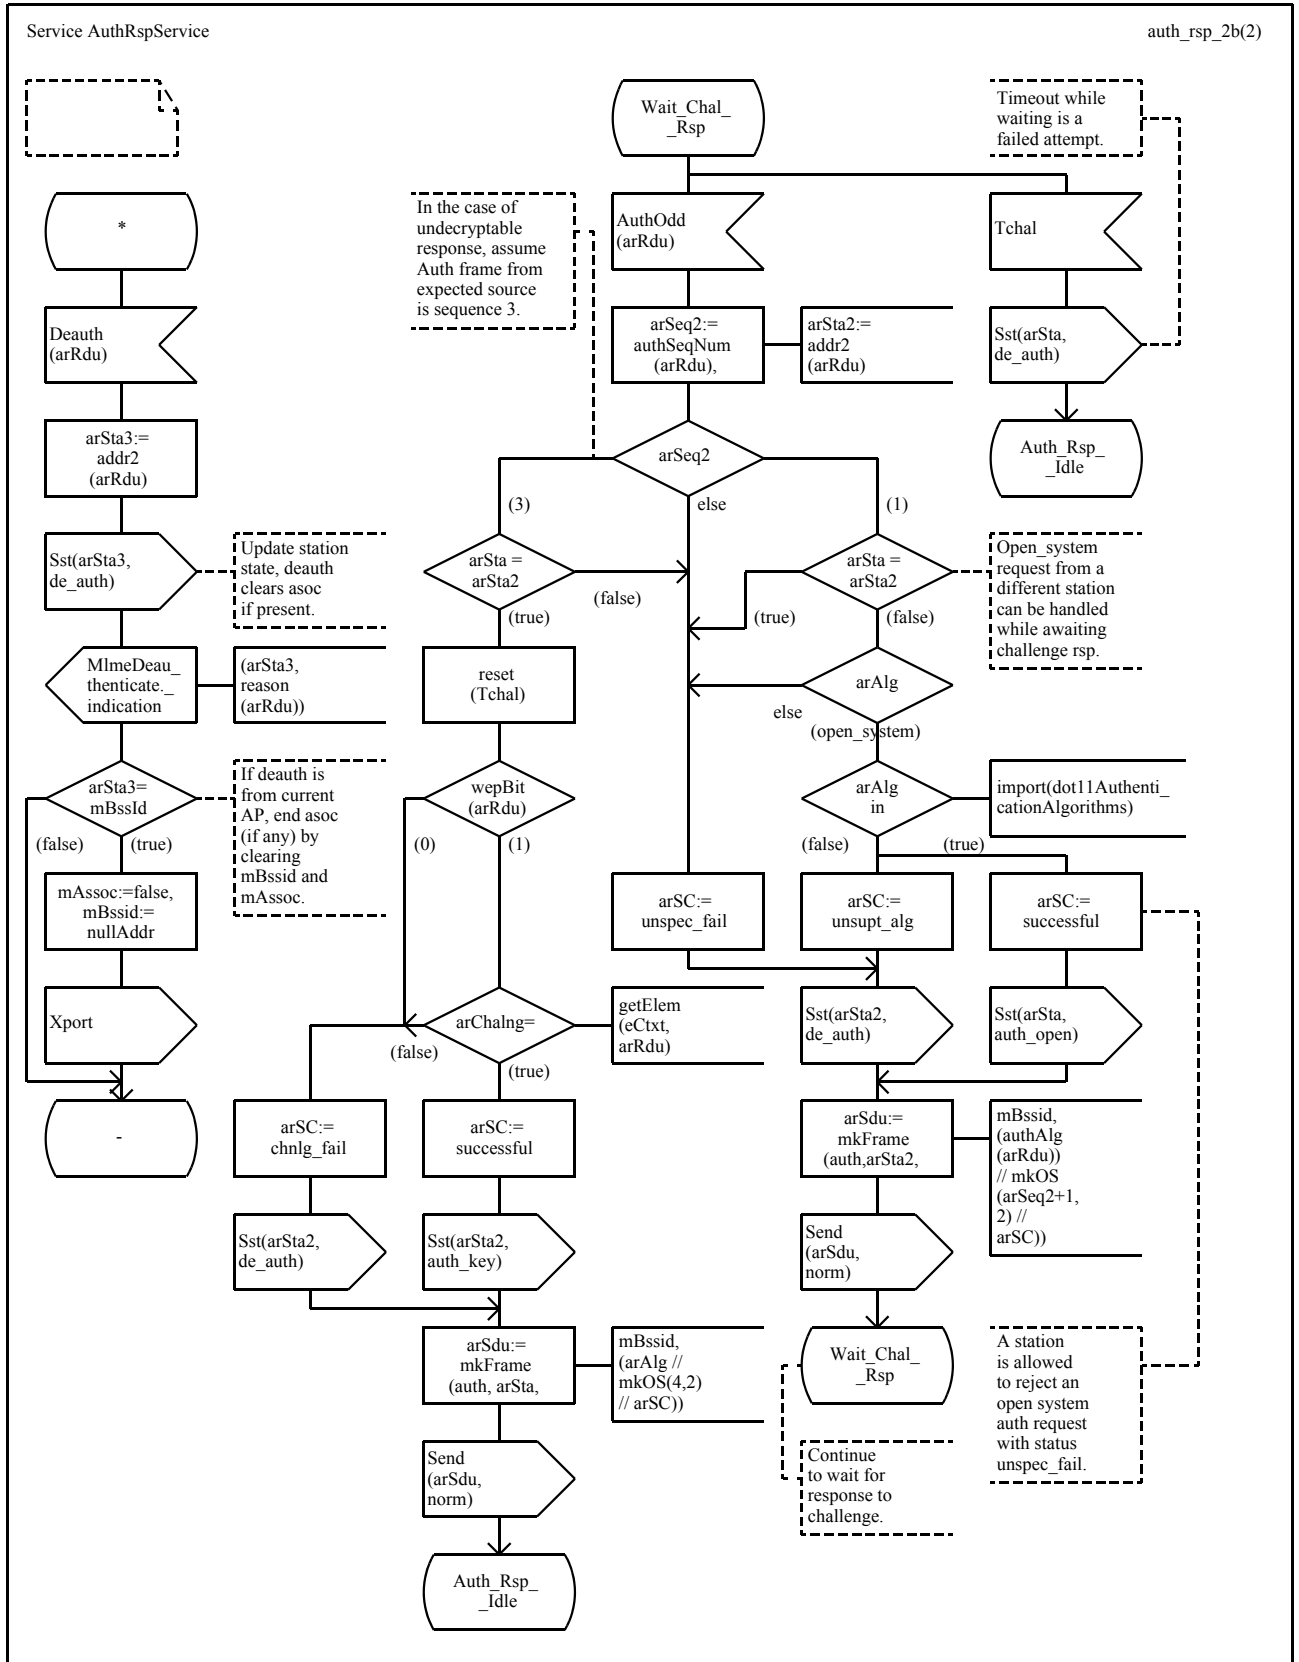 Service AuthRspService
auth_rsp_2b(2)
Wait_Chal_
_Rsp
Timeout while
waiting is a
failed attempt.
*
In the case of
undecryptable
response, assume
Auth frame from
expected source
is sequence 3.
AuthOdd
(arRdu)
Tchal
Deauth
(arRdu)
arSeq2:=
authSeqNum
(arRdu),
arSta2:=
addr2
(arRdu)
Sst(arSta,
de_auth)
arSta3:=
addr2
(arRdu)
arSeq2
Auth_Rsp_
_Idle
(3)
else
(1)
Sst(arSta3,
de_auth)
Update station
state, deauth
clears asoc
if present.
arSta =
arSta2
(false)
(true)
arSta =
arSta2
(true)
(false)
Open_system
request from a
different station
can be handled
while awaiting
challenge rsp.
MlmeDeau_
thenticate._
indication
(arSta3,
reason
(arRdu))
reset
(Tchal)
arAlg
else
(open_system)
arSta3=
mBssId
(false)
(true)
If deauth is
from current
AP, end asoc
(if any) by
clearing
mBssid and
mAssoc.
wepBit
(arRdu)
(0)
(1)
arAlg
in
import(dot11Authenti_
cationAlgorithms)
(false)
(true)
mAssoc:=false,
mBssid:=
nullAddr
arSC:=
unspec_fail
arSC:=
unsupt_alg
arSC:=
successful
Xport
arChalng=
(false)
(true)
getElem
(eCtxt,
arRdu)
Sst(arSta2,
de_auth)
Sst(arSta,
auth_open)
-
arSC:=
chnlg_fail
arSC:=
successful
arSdu:=
mkFrame
(auth,arSta2,
mBssid,
(authAlg
(arRdu))
// mkOS
(arSeq2+1,
2) //
arSC))
Sst(arSta2,
de_auth)
Sst(arSta2,
auth_key)
Send
(arSdu,
norm)
arSdu:=
mkFrame
(auth, arSta,
mBssid,
(arAlg //
mkOS(4,2)
// arSC))
Wait_Chal_
_Rsp
A station
is allowed
to reject an
open system
auth request
with status
unspec_fail.
Send
(arSdu,
norm)
Continue
to wait for
response to
challenge.
Auth_Rsp_
_Idle